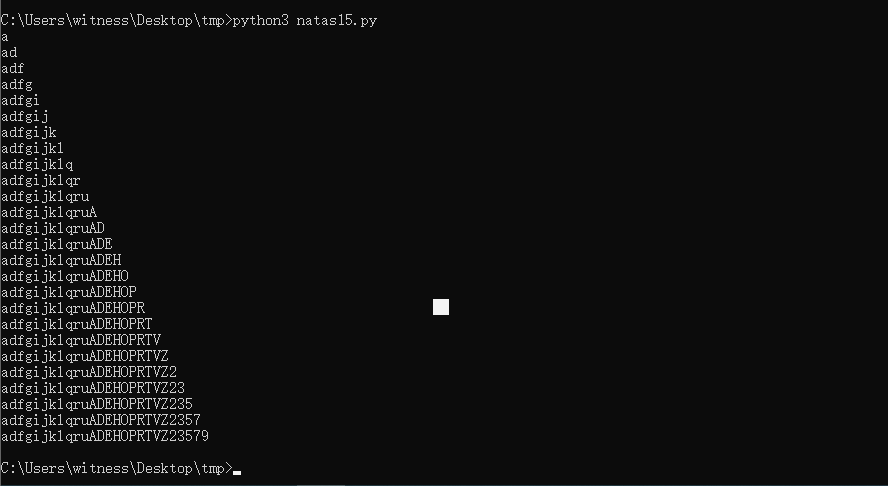 C:\Users\witness\Desktop\tmp>python3 natas15.py
a
ad
adf
adfg
adfgi
adfgij
adfgijk
adfgijkl
adfgijklq
adfgijklqr
adfgijklqru
adfgijklqruA
adfgijklqruAD
adfgijklqruADE
adfgijklqruADEH
adfgijklqruADEHO
adfgijklqruADEHOP
adfgijklqruADEHOPR
adfgijklqruADEHOPRT
adfgijklqruADEHOPRTV
adfgijklqruADEHOPRTVZ
adfgijklqruADEHOPRTVZ2
adfgijklqruADEHOPRTVZ23
adfgijklqruADEHOPRTVZ235
adfgijklqruADEHOPRTVZ2357
adfgijklqruADEHOPRTVZ23579
C:\Users\witness\Desktop\tmp>